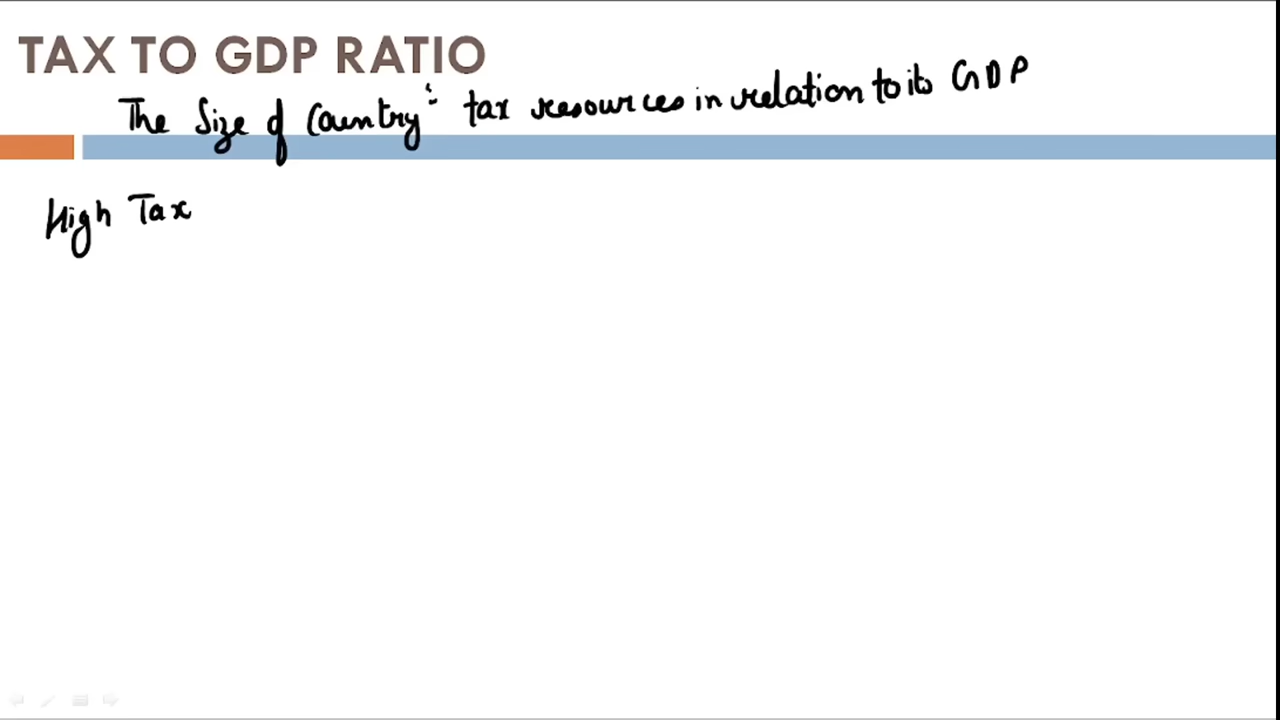 TAX TO GDP RATIO
The Size of Country's tax resources in relation to its GDP
High Tax